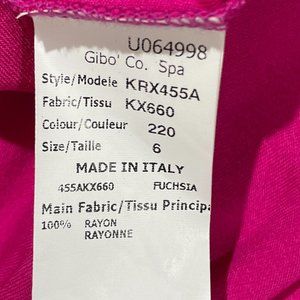 U064998
Gibo' Co. Spa
Style/Modele KRX455A
Fabric/Tissu KX660
Colour/Couleur 220
Size/Taille 6
MADE IN ITALY
455AKX660 FUCHSIA
Main Fabric/Tissu Principa
100% RAYON
RAYONNE